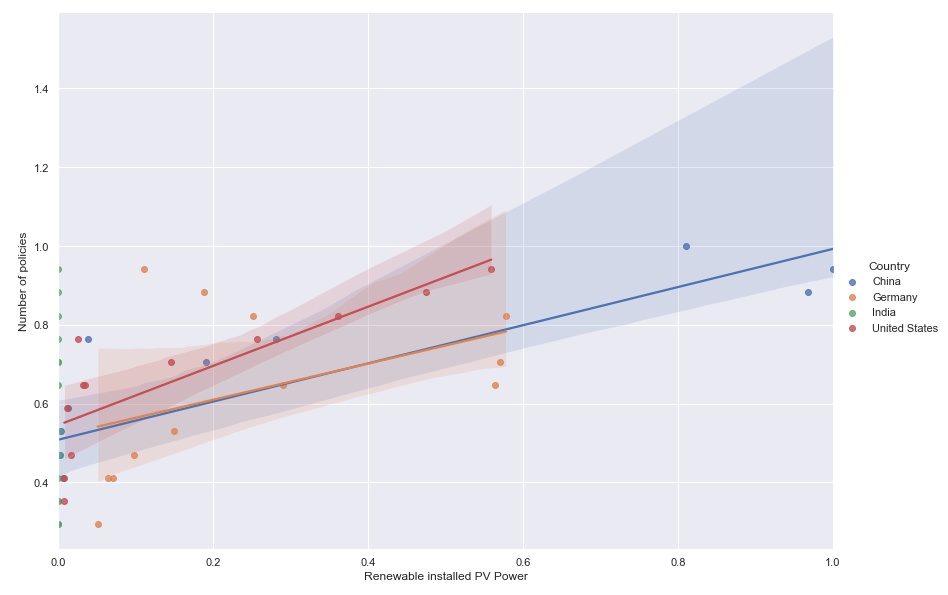 1.4
1.2
1.0
0.8
0.6
0.4
Number of policies
0.0 0.2 0.4 0.6 0.8 1.0
Renewable installed PV Power
Country
China
Germany
India
United States